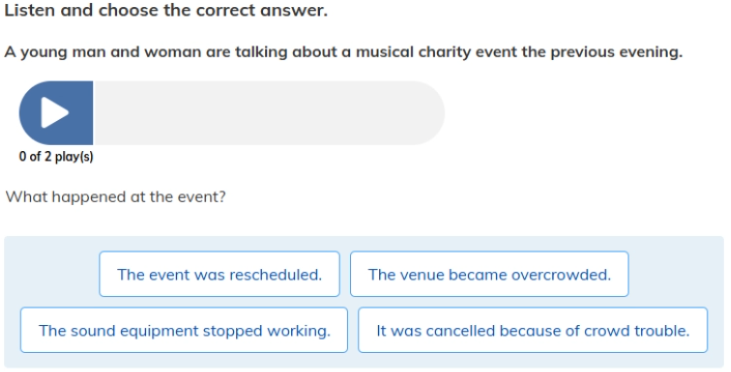 Listen and choose the correct answer.
A young man and woman are talking about a musical charity event the previous evening.
0 of 2 play(s)
What happened at the event?
The event was rescheduled.
The venue became overcrowded.
The sound equipment stopped working.
It was cancelled because of crowd trouble.